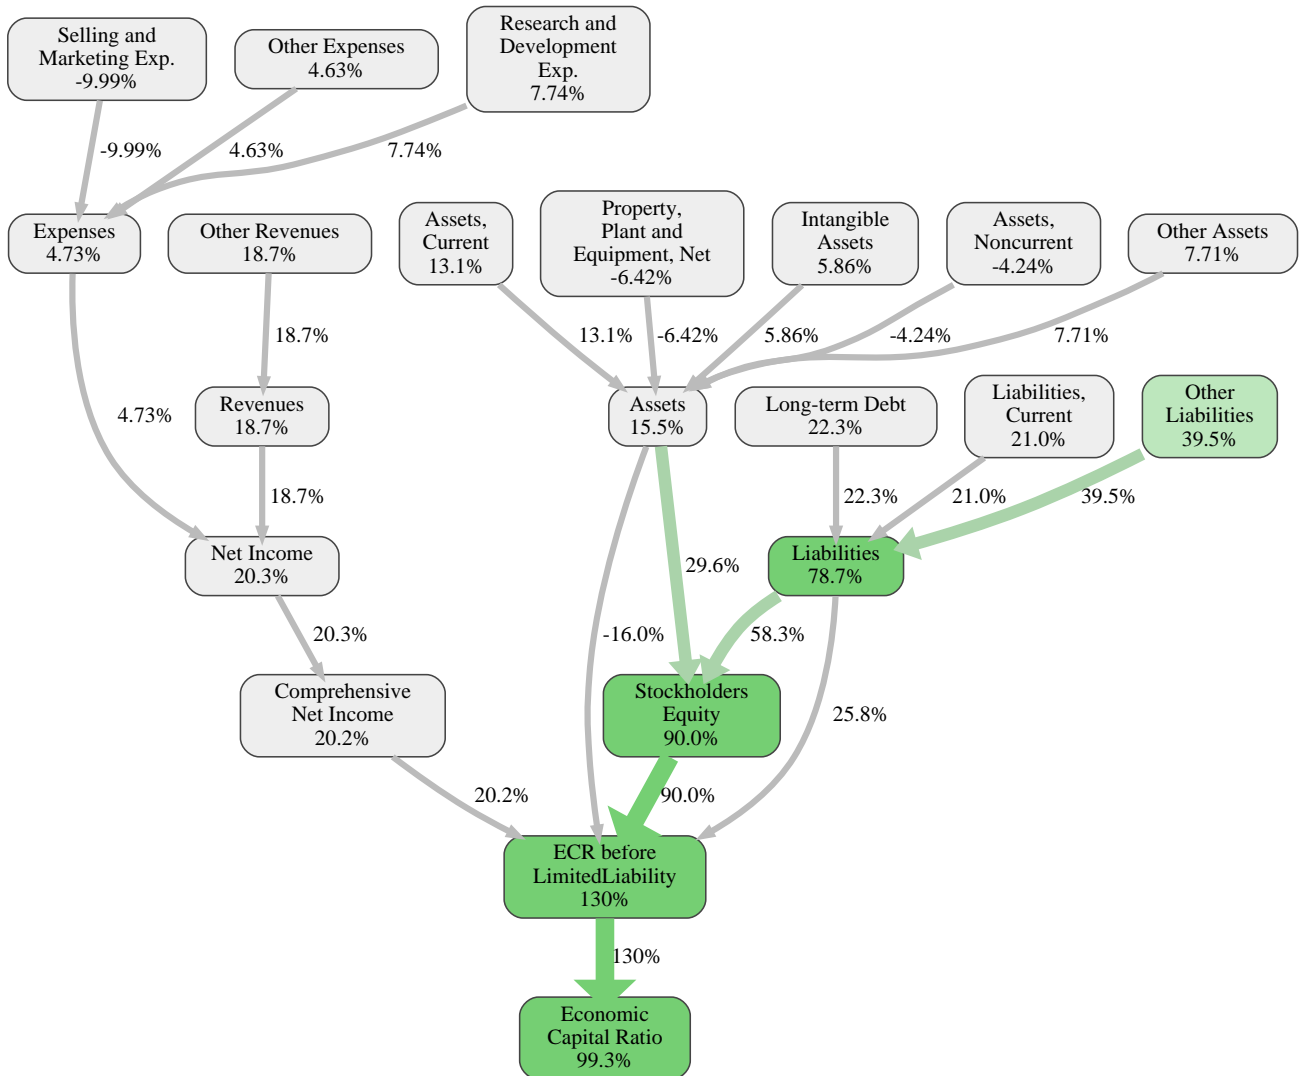 Selling and
Marketing Exp.
-9.99%
Other Expenses
4.63%
Research and
Development
Exp.
7.74%
-9.99%
4.63%
7.74%
Expenses
4.73%
Other Revenues
18.7%
Assets,
Current
13.1%
Property,
Plant and
Equipment, Net
-6.42%
Intangible
Assets
5.86%
Assets,
Noncurrent
-4.24%
Other Assets
7.71%
18.7%
13.1%
-6.42%
5.86%
-4.24%
7.71%
4.73%
Revenues
18.7%
Assets
15.5%
Long-term Debt
22.3%
Liabilities,
Current
21.0%
Other
Liabilities
39.5%
18.7%
22.3%
21.0%
39.5%
Net Income
20.3%
29.6%
Liabilities
78.7%
20.3%
-16.0%
58.3%
Comprehensive
Net Income
20.2%
Stockholders
Equity
90.0%
25.8%
20.2%
90.0%
ECR before
LimitedLiability
130%
130%
Economic
Capital Ratio
99.3%